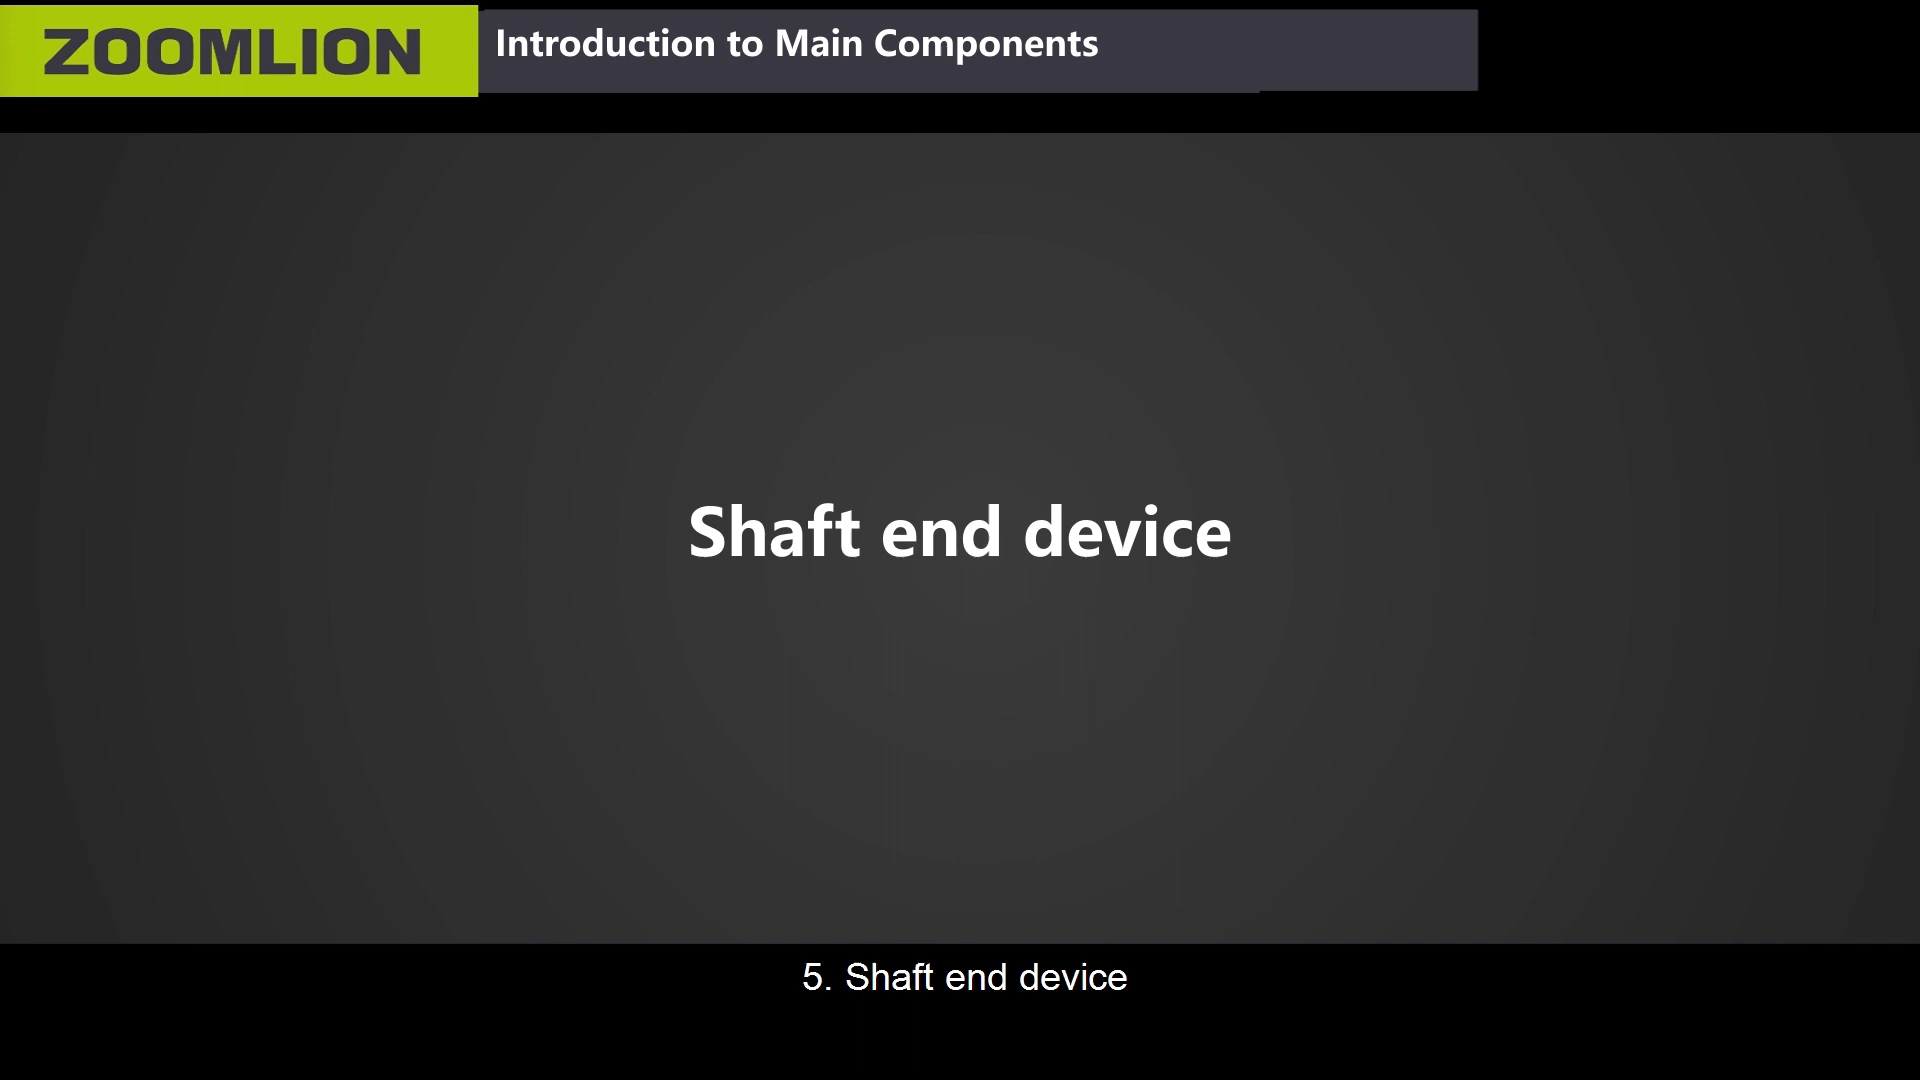 ZOOMLION
Introduction to Main Components
Shaft end device
5. Shaft end device